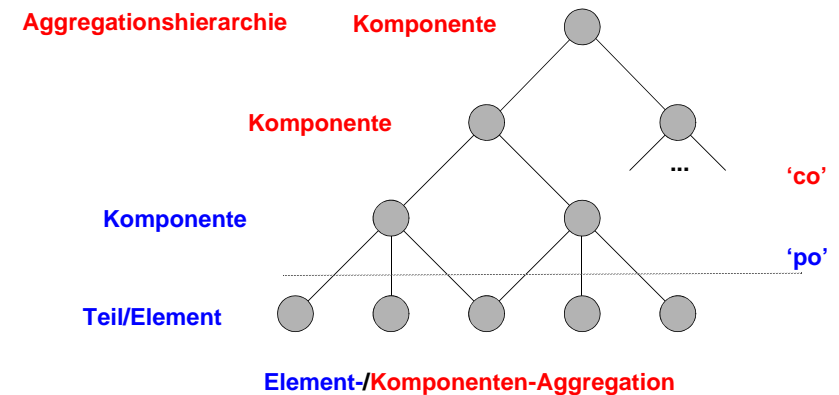 Aggregationshierarchie
Komponente
Komponente
...
‘co’
Komponente
‘po’
Teil/Element
Element-/Komponenten-Aggregation